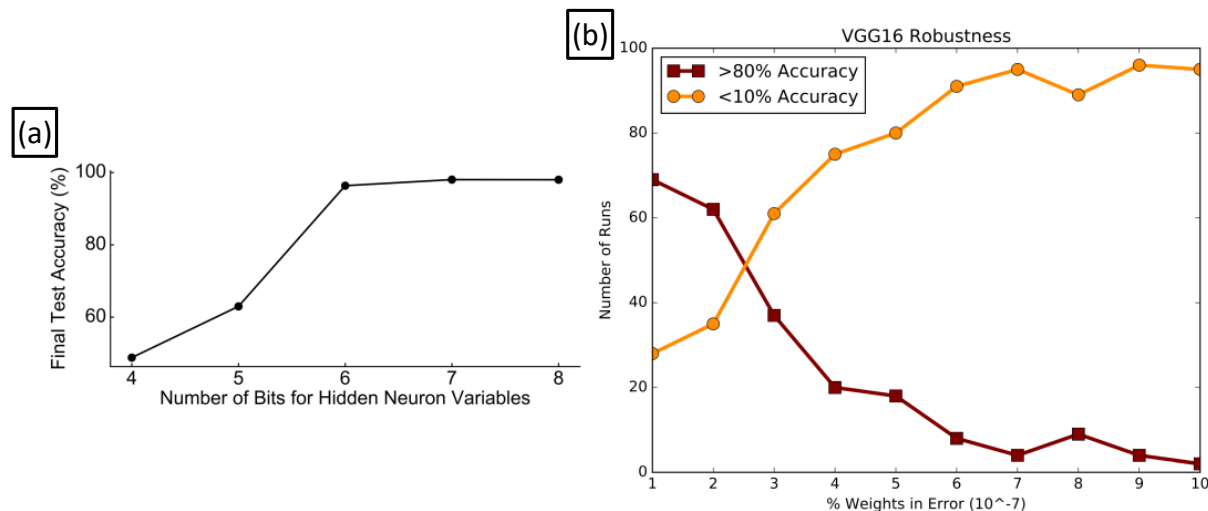 (a)
Final Test Accuracy (%)
100
80
60
4 5 6 7 8
Number of Bits for Hidden Neuron Variables
(b)
VGG16 Robustness
>80% Accuracy
<10% Accuracy
Number of Runs
100
80
60
40
20
0
1 2 3 4 5 6 7 8 9 10
% Weights in Error (10^-7)